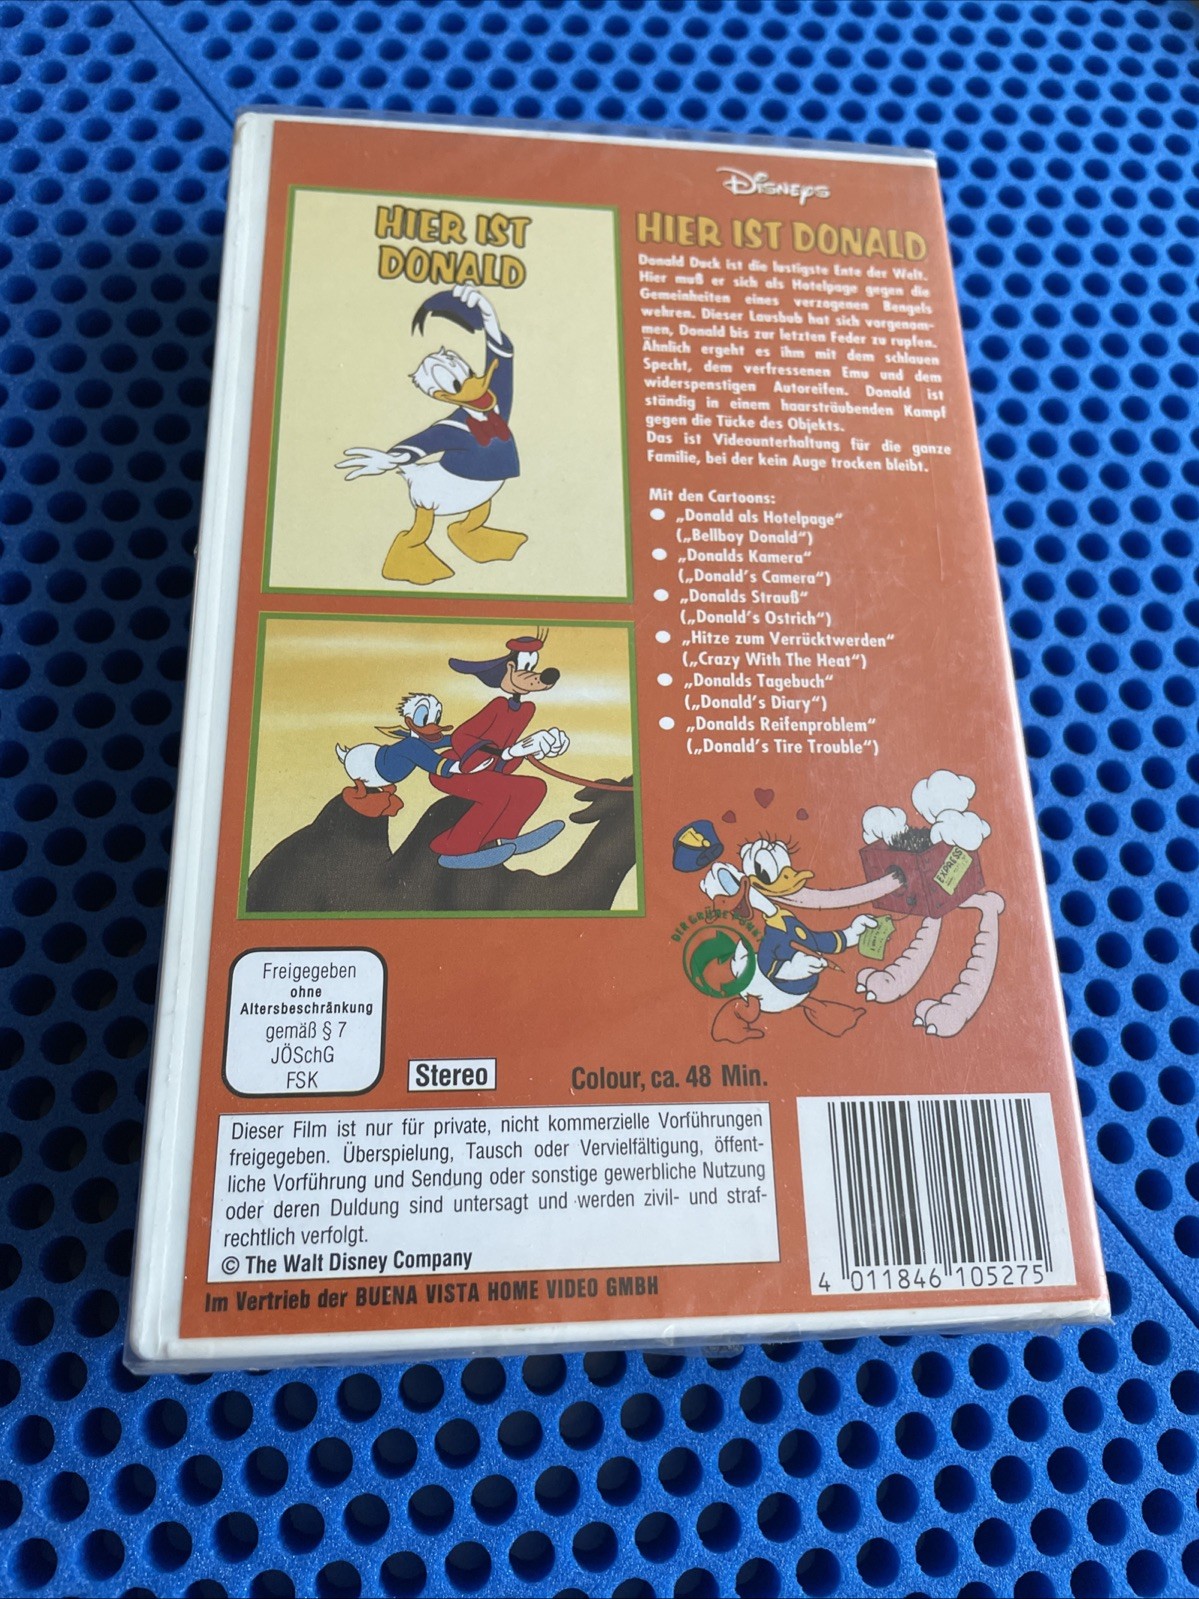 HIER IST
DONALD
Disneys
HIER IST DONALD
Donald Duck ist die lustigste Ente der Welt.
Hier muß er sich als Hotelpage gegen die
Gemeinheiten eines verzogenen Bengels
wehren. Dieser Lausbub hat sich vorgenom-
men, Donald bis zur letzten Feder zu rupfen.
Ähnlich ergeht es ihm mit dem schlauen
Specht, dem verfressenen Emu und dem
widerspenstigen Autoreifen. Donald ist
ständig in einem haarsträubenden Kampf
gegen die Tücke des Objekts.
Das ist Videounterhaltung für die ganze
Familie, bei der kein Auge trocken bleibt.
Mit den Cartoons:
● „Donald als Hotelpage“
(„Bellboy Donald“)
● „Donalds Kamera“
(„Donald's Camera“)
● „Donalds Strauß“
(„Donald's Ostrich“)
● „Hitze zum Verrücktwerden“
(„Crazy With The Heat“)
● „Donalds Tagebuch“
(„Donald's Diary“)
● „Donalds Reifenproblem“
(„Donald's Tire Trouble“)
EXPRESS
DER GRÜNE PUNKT
Freigegeben
ohne
Altersbeschränkung
gemäß § 7
JÖSchG
FSK
Stereo
Colour, ca. 48 Min.
Dieser Film ist nur für private, nicht kommerzielle Vorführungen
freigegeben. Überspielung, Tausch oder Vervielfältigung, öffent-
liche Vorführung und Sendung oder sonstige gewerbliche Nutzung
oder deren Duldung sind untersagt und werden zivil- und straf-
rechtlich verfolgt.
© The Walt Disney Company
Im Vertrieb der BUENA VISTA HOME VIDEO GMBH
4 011846 105275